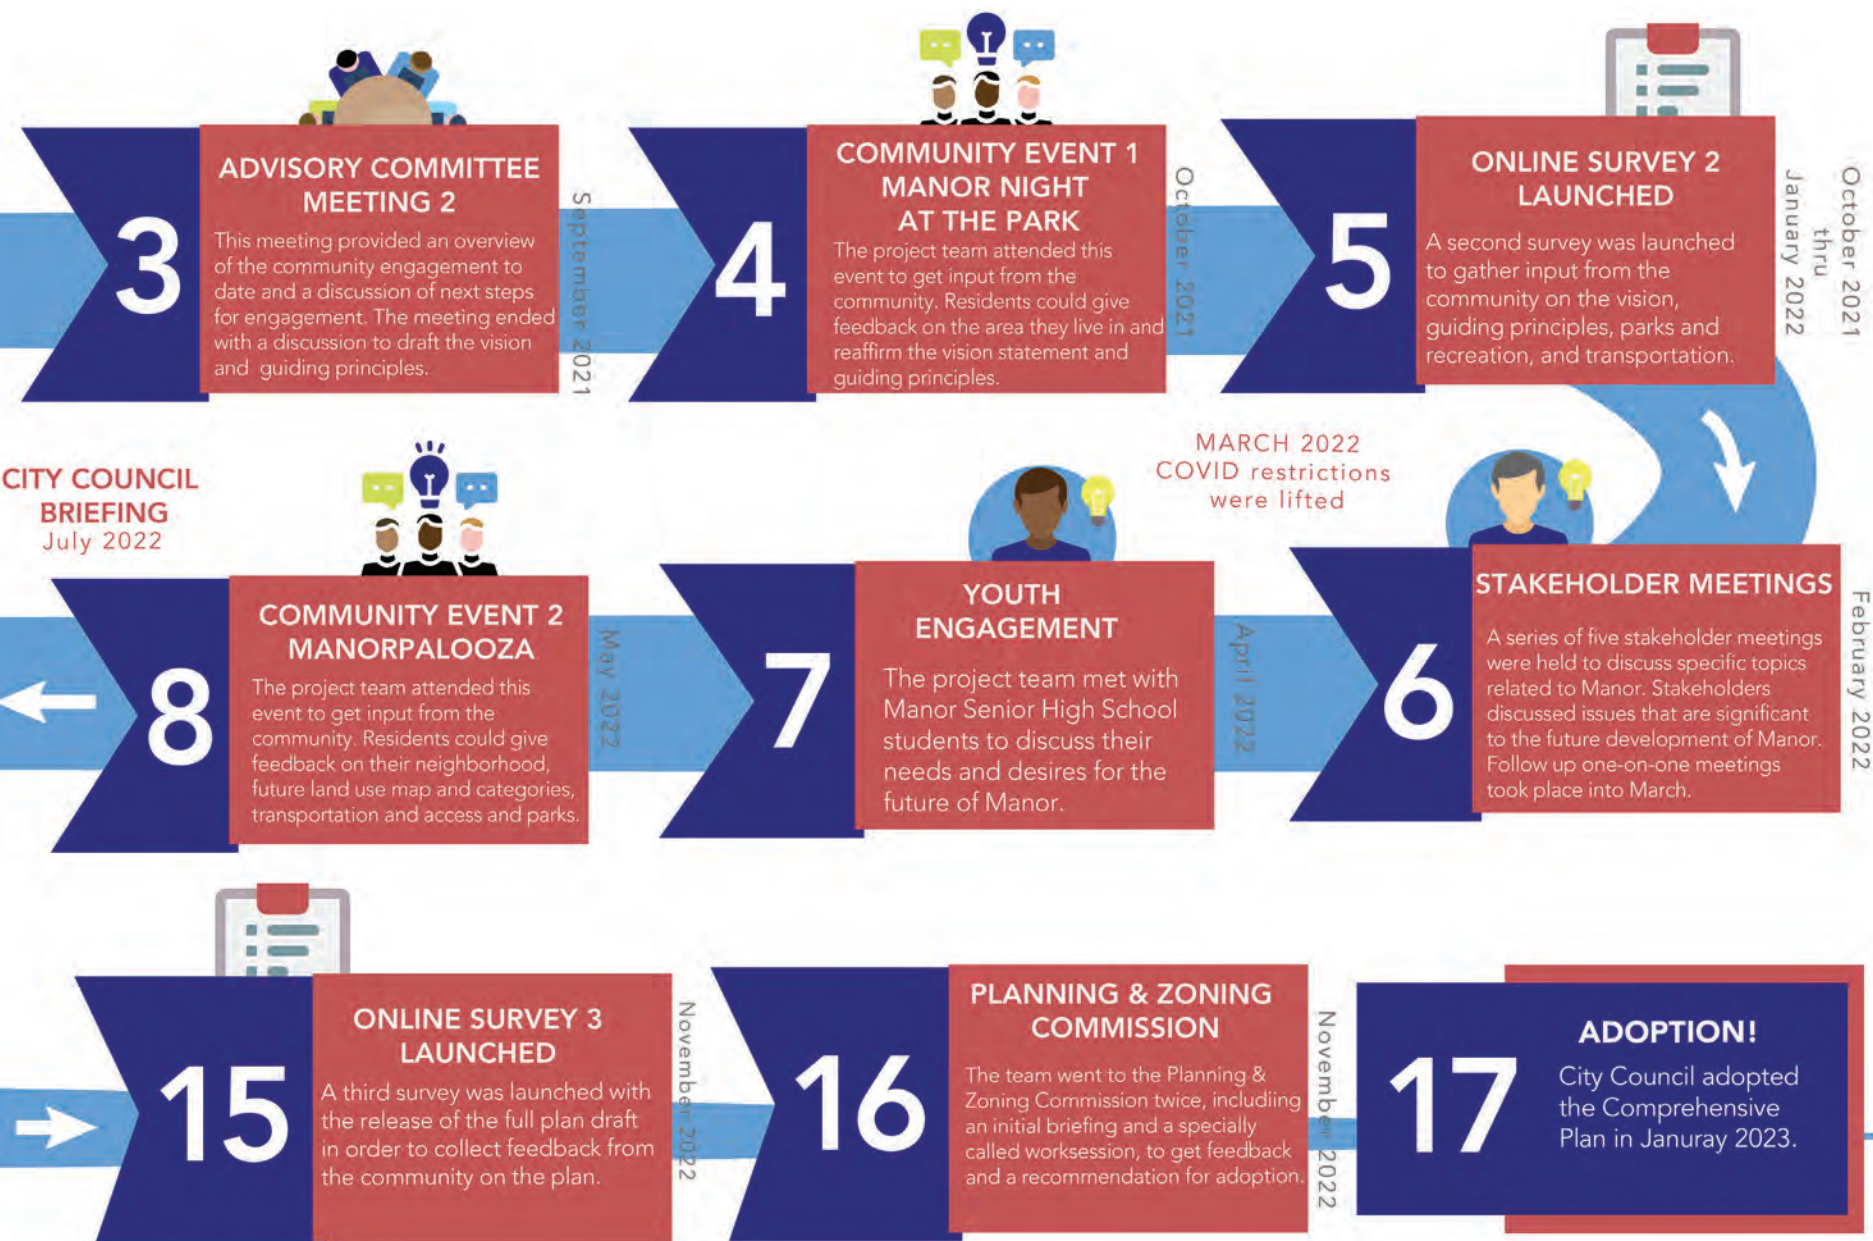 3
ADVISORY COMMITTEE
MEETING 2
This meeting provided an overview
of the community engagement to
date and a discussion of next steps
for engagement. The meeting ended
with a discussion to draft the vision
and guiding principles.
September 2021
4
COMMUNITY EVENT 1
MANOR NIGHT
AT THE PARK
The project team attended this
event to get input from the
community. Residents could give
feedback on the area they live in and
reaffirm the vision statement and
guiding principles.
October 2021
5
ONLINE SURVEY 2
LAUNCHED
A second survey was launched
to gather input from the
community on the vision,
guiding principles, parks and
recreation, and transportation.
October 2021
thru
January 2022
6
STAKEHOLDER MEETINGS
A series of five stakeholder meetings
were held to discuss specific topics
related to Manor. Stakeholders
discussed issues that are significant
to the future development of Manor.
Follow up one-on-one meetings
took place into March.
February 2022
MARCH 2022
COVID restrictions
were lifted
7
YOUTH
ENGAGEMENT
The project team met with
Manor Senior High School
students to discuss their
needs and desires for the
future of Manor.
April 2022
8
COMMUNITY EVENT 2
MANORPALOOZA
The project team attended this
event to get input from the
community. Residents could give
feedback on their neighborhood,
future land use map and categories,
transportation and access and parks.
May 2022
CITY COUNCIL
BRIEFING
July 2022
15
ONLINE SURVEY 3
LAUNCHED
A third survey was launched with
the release of the full plan draft
in order to collect feedback from
the community on the plan.
November 2022
16
PLANNING & ZONING
COMMISSION
The team went to the Planning &
Zoning Commission twice, includiing
an initial briefing and a specially
called worksession, to get feedback
and a recommendation for adoption.
November 2022
17
ADOPTION!
City Council adopted
the Comprehensive
Plan in Januray 2023.